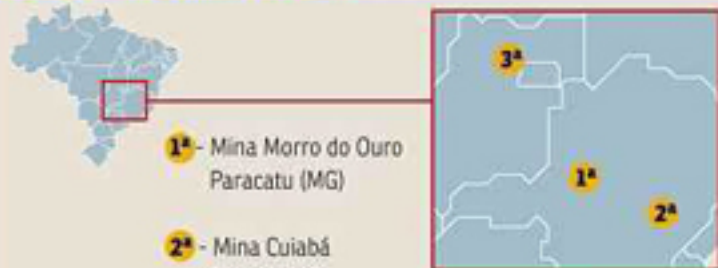 1ª - Mina Morro do Ouro
Paracatu (MG)
2ª - Mina Cuiabá
3ª
1ª
2ª